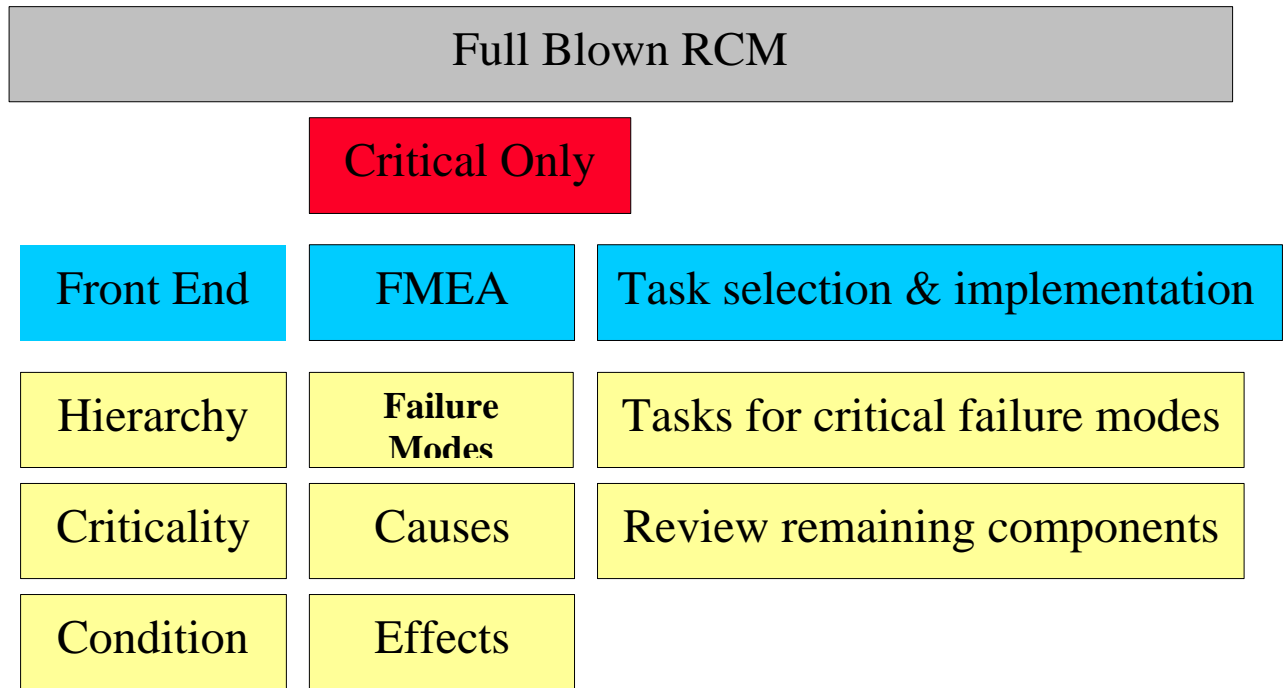 Full Blown RCM
Critical Only
Front End
FMEA
Task selection & implementation
Hierarchy
Failure
Modes
Tasks for critical failure modes
Criticality
Causes
Review remaining components
Condition
Effects